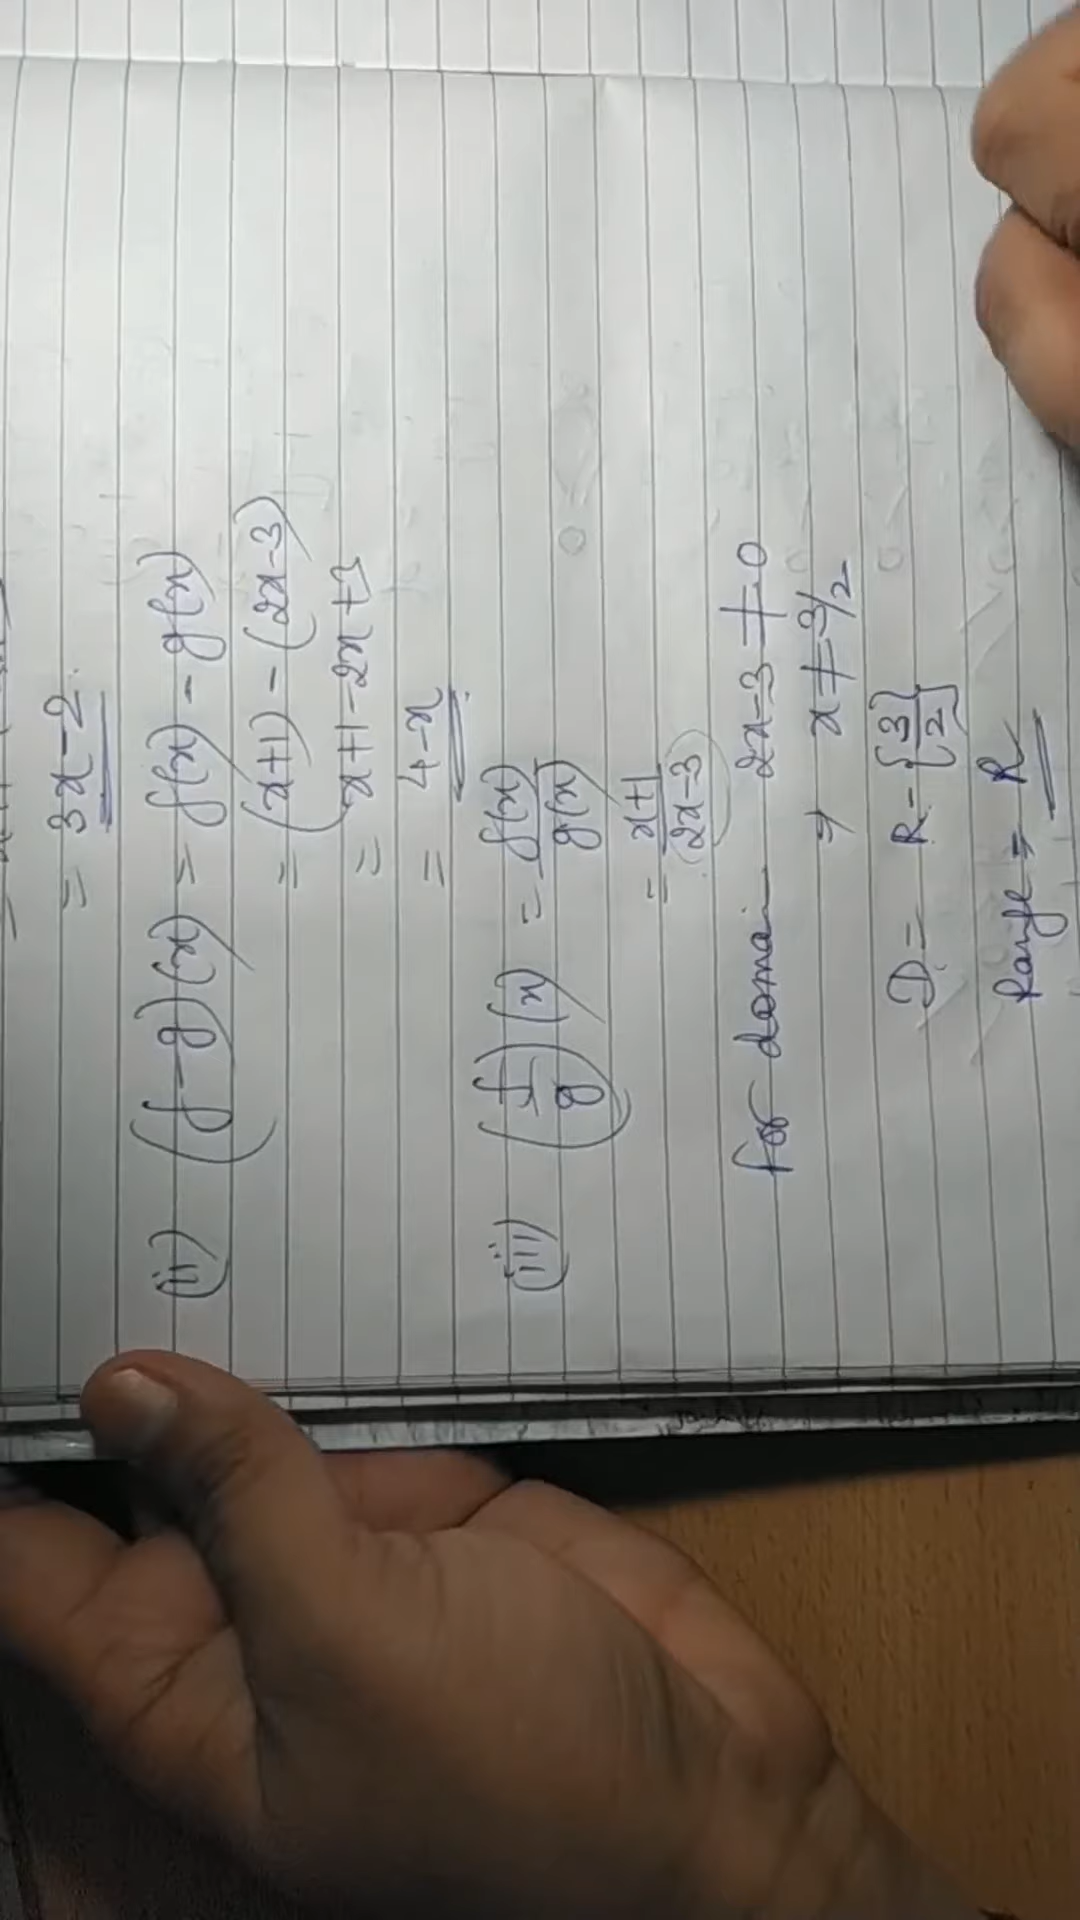 = 3x-2
(ii) (f-g)(x) = f(x) - g(x)
= (x+1) - (2x-3)
= x+1-2x+3
= 4-x
(iii) (f/g)(x) = f(x)/g(x)
= x+1/(2x-3)
for domain 2x-3≠0
⇒ x≠3/2
D= R-{3/2}
Range = R